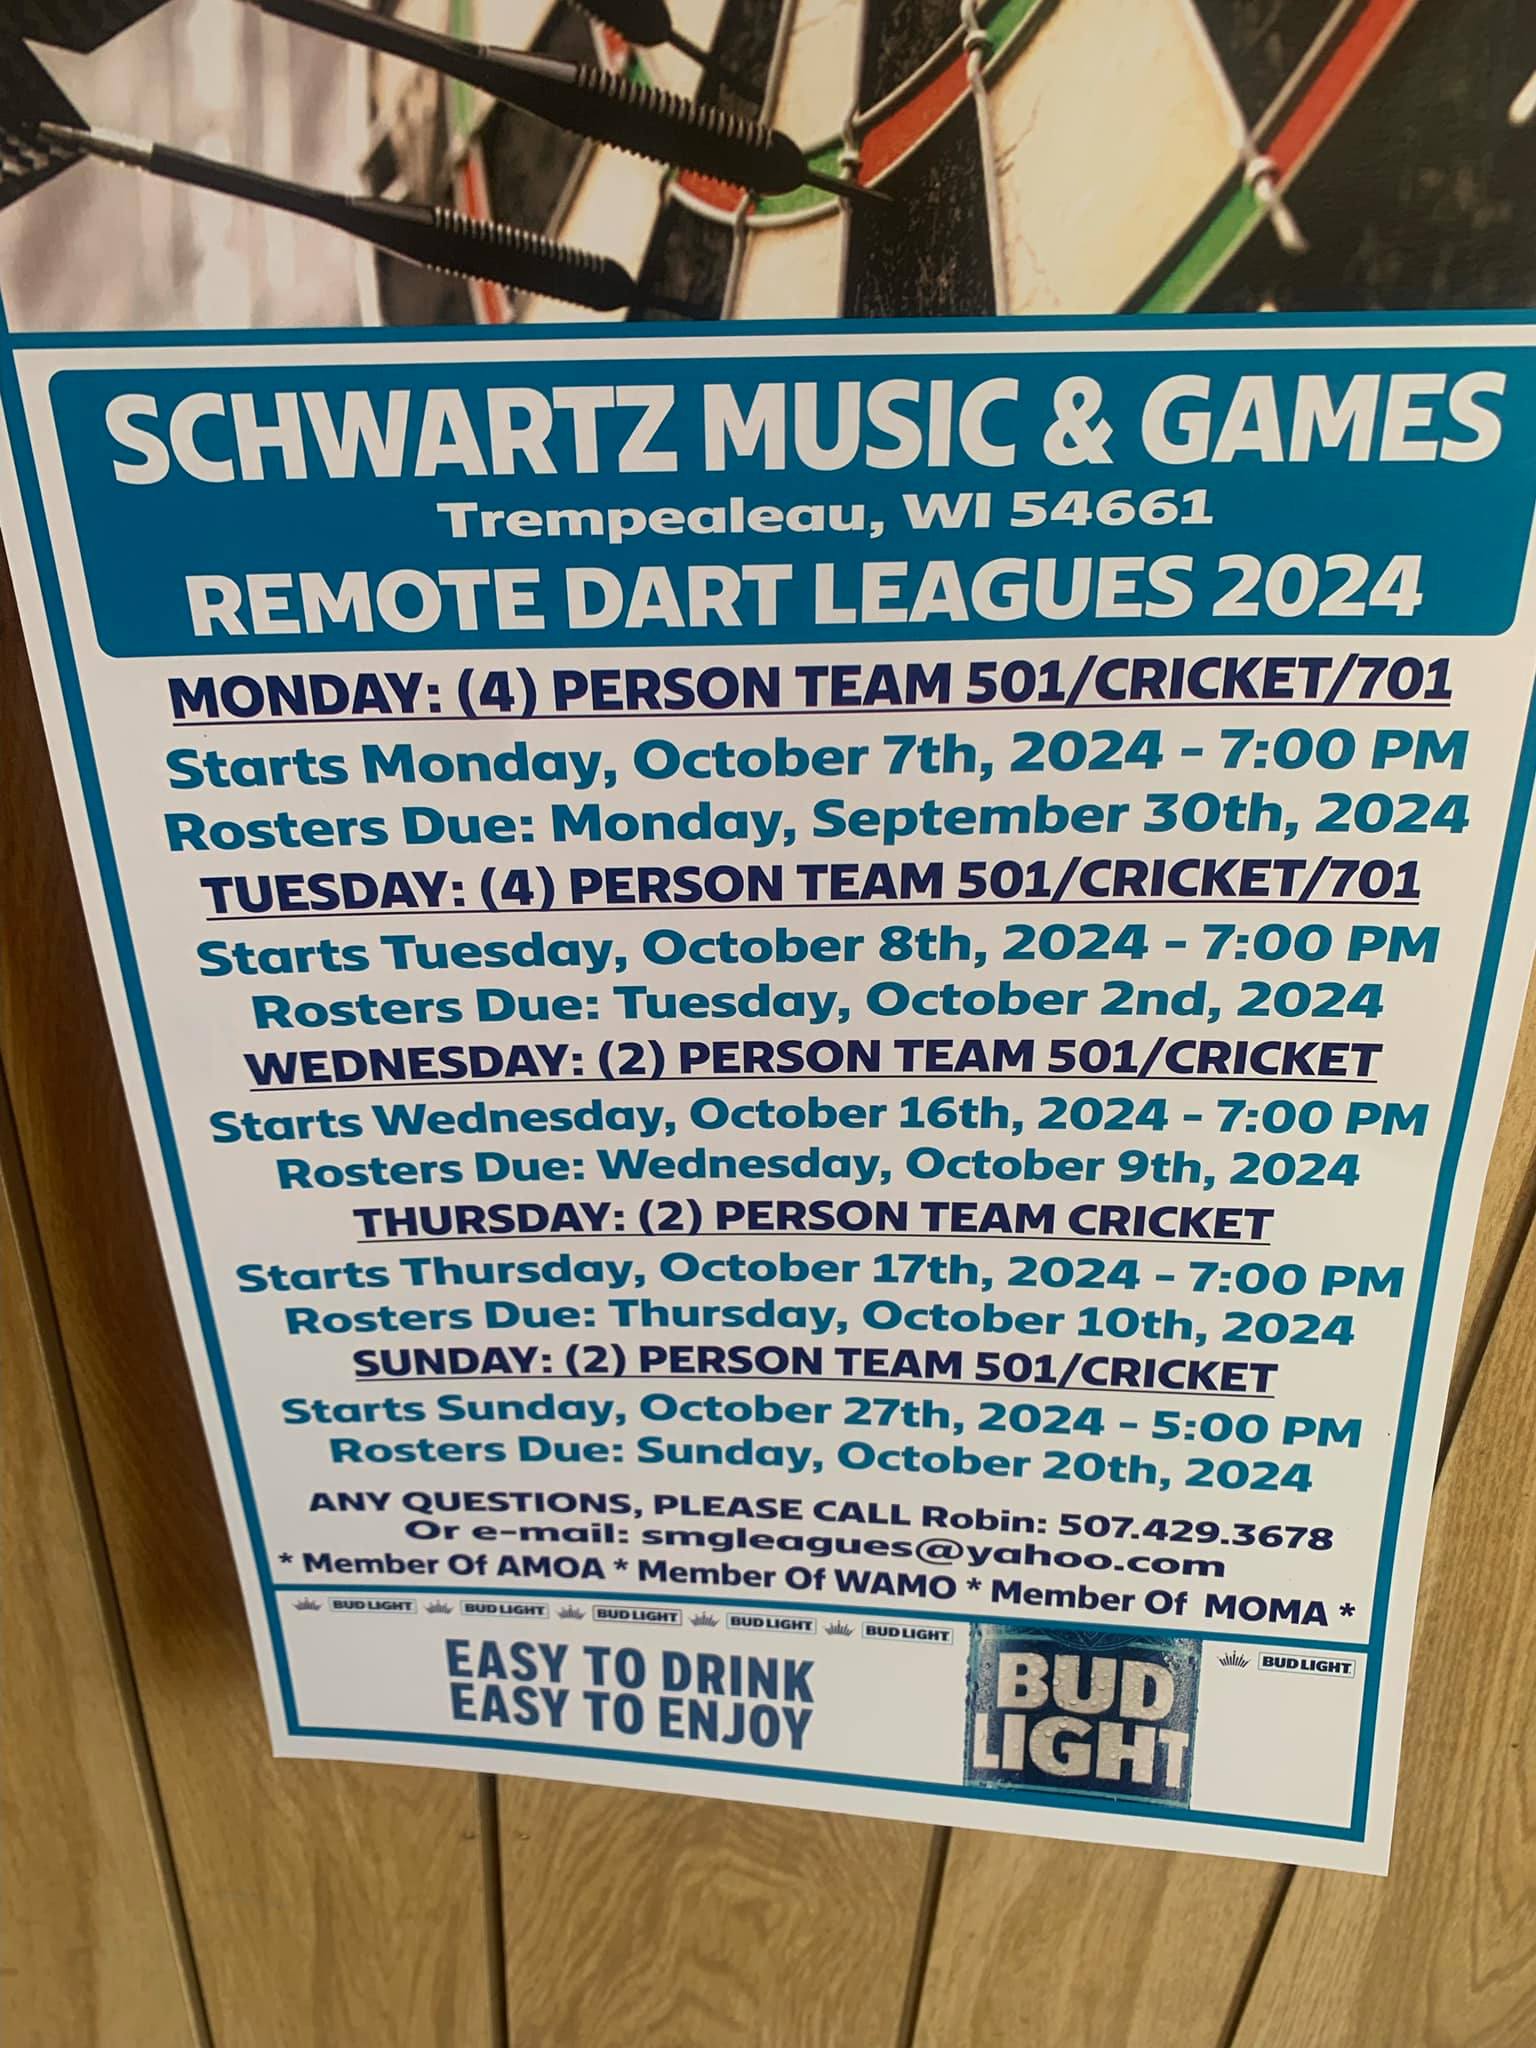 SCHWARTZ MUSIC & GAMES
Trempealeau, WI 54661
REMOTE DART LEAGUES 2024
MONDAY: (4) PERSON TEAM 501/CRICKET/701
Starts Monday, October 7th, 2024 - 7:00 PM
Rosters Due: Monday, September 30th, 2024
TUESDAY: (4) PERSON TEAM 501/CRICKET/701
Starts Tuesday, October 8th, 2024 - 7:00 PM
Rosters Due: Tuesday, October 2nd, 2024
WEDNESDAY: (2) PERSON TEAM 501/CRICKET
Starts Wednesday, October 16th, 2024 - 7:00 PM
Rosters Due: Wednesday, October 9th, 2024
THURSDAY: (2) PERSON TEAM CRICKET
Starts Thursday, October 17th, 2024 - 7:00 PM
Rosters Due: Thursday, October 10th, 2024
SUNDAY: (2) PERSON TEAM 501/CRICKET
Starts Sunday, October 27th, 2024 - 5:00 PM
Rosters Due: Sunday, October 20th, 2024
ANY QUESTIONS, PLEASE CALL Robin: 507.429.3678
Or e-mail: smgleagues@yahoo.com
* Member Of AMOA * Member Of WAMO * Member Of MOMA *
BUD LIGHT BUD LIGHT BUD LIGHT BUD LIGHT BUD LIGHT BUD LIGHT
EASY TO DRINK
EASY TO ENJOY
BUD
LIGHT